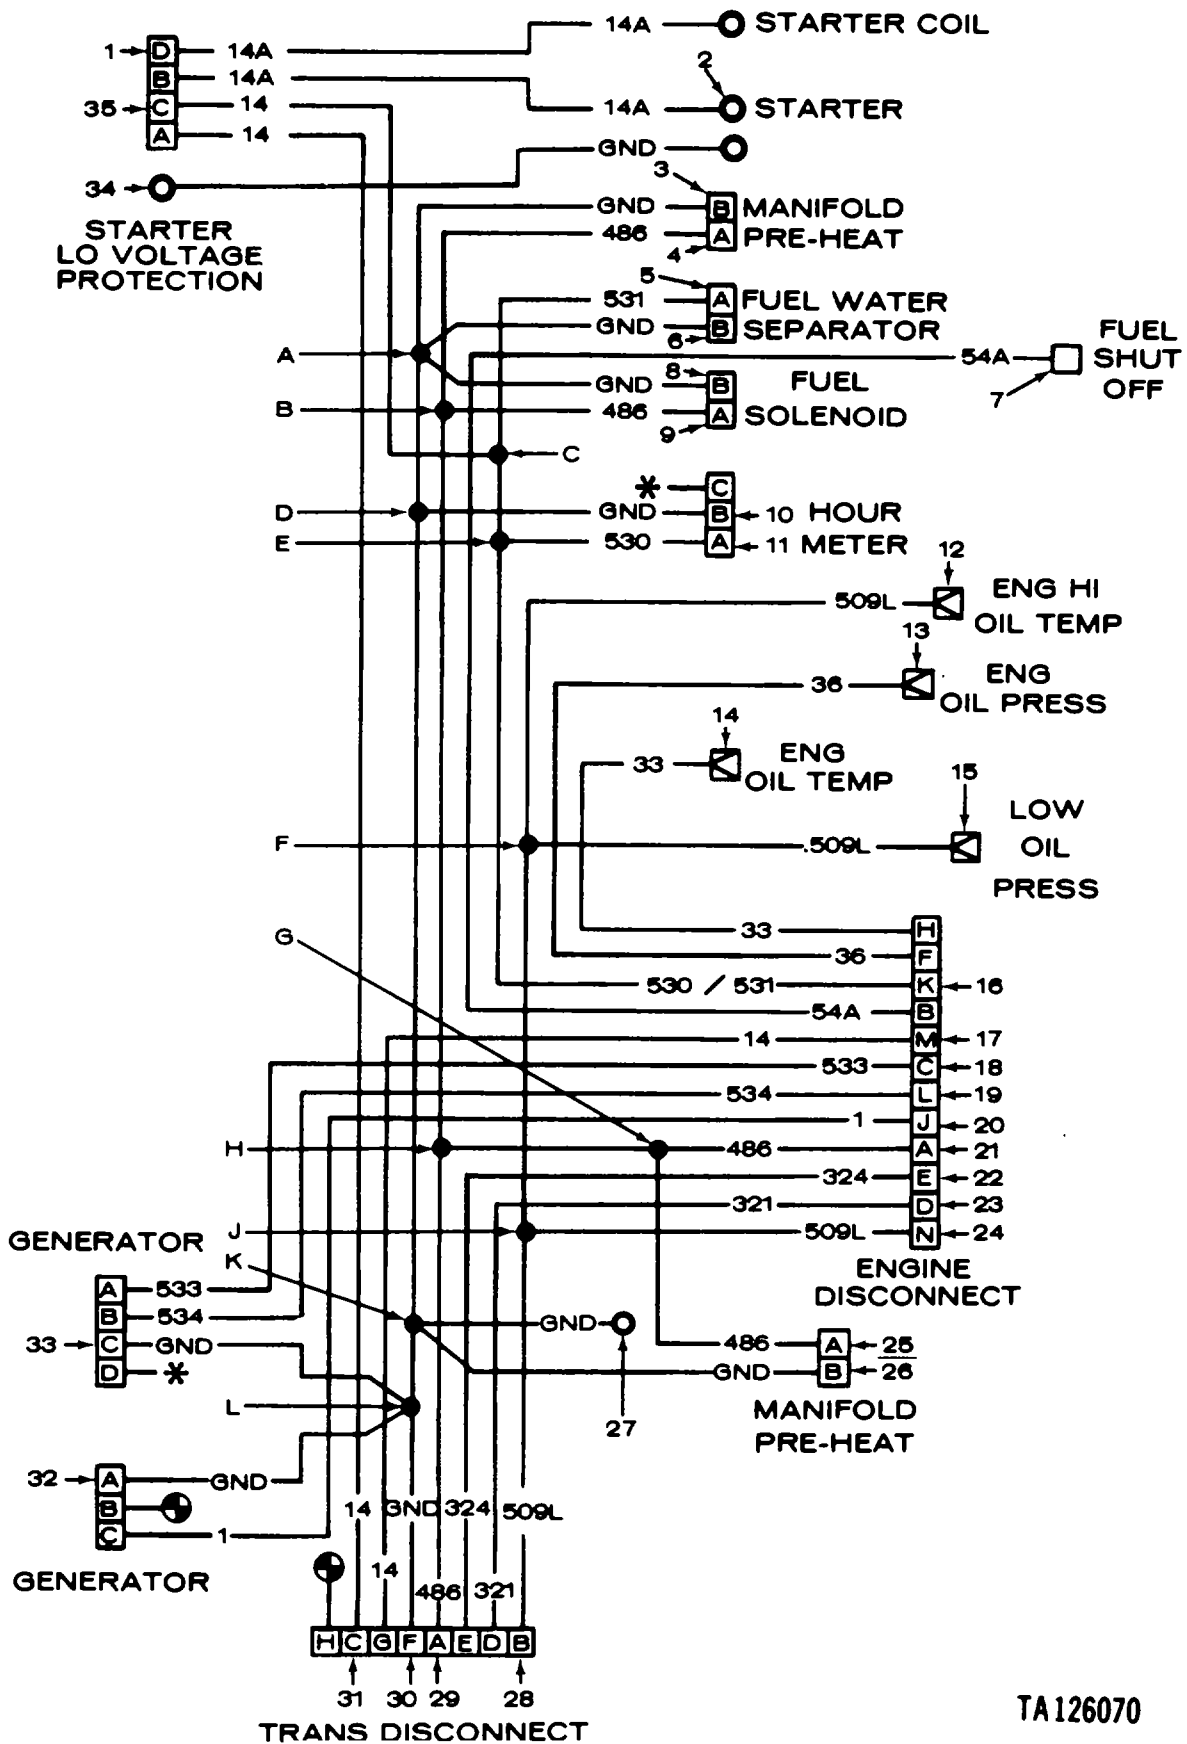 14A STARTER COIL
1 D 14A
2
B 14A
14A STARTER
35 C 14
A 14
GND
3
34
GND B MANIFOLD
STARTER
LO VOLTAGE
PROTECTION
486 A PRE-HEAT
4
5
531 A FUEL WATER
GND B SEPARATOR
6
FUEL
SHUT
OFF
A
54A
7
8
GND B FUEL
B
486 A SOLENOID
9
C
* C
D
GND B 10 HOUR
E
530 A 11 METER
12
509L ENG HI
OIL TEMP
13
36 ENG
OIL PRESS
14
33 ENG
OIL TEMP
15
LOW
OIL
PRESS
F
.509L
G
33 H
36 F
530 / 531 K 16
54A B
14 M 17
533 C 18
534 L 19
1 J 20
H
486 A 21
324 E 22
321 D 23
J
509L N 24
ENGINE
DISCONNECT
GENERATOR
K
A 533
B 534
33 C GND
D *
GND
27
486 A 25
GND B 26
MANIFOLD
PRE-HEAT
L
32 A GND
B
C 1
GENERATOR
14 GND 324 509L
14
486 321
H C G F A E D B
31 30 29 28
TRANS DISCONNECT
TA126070